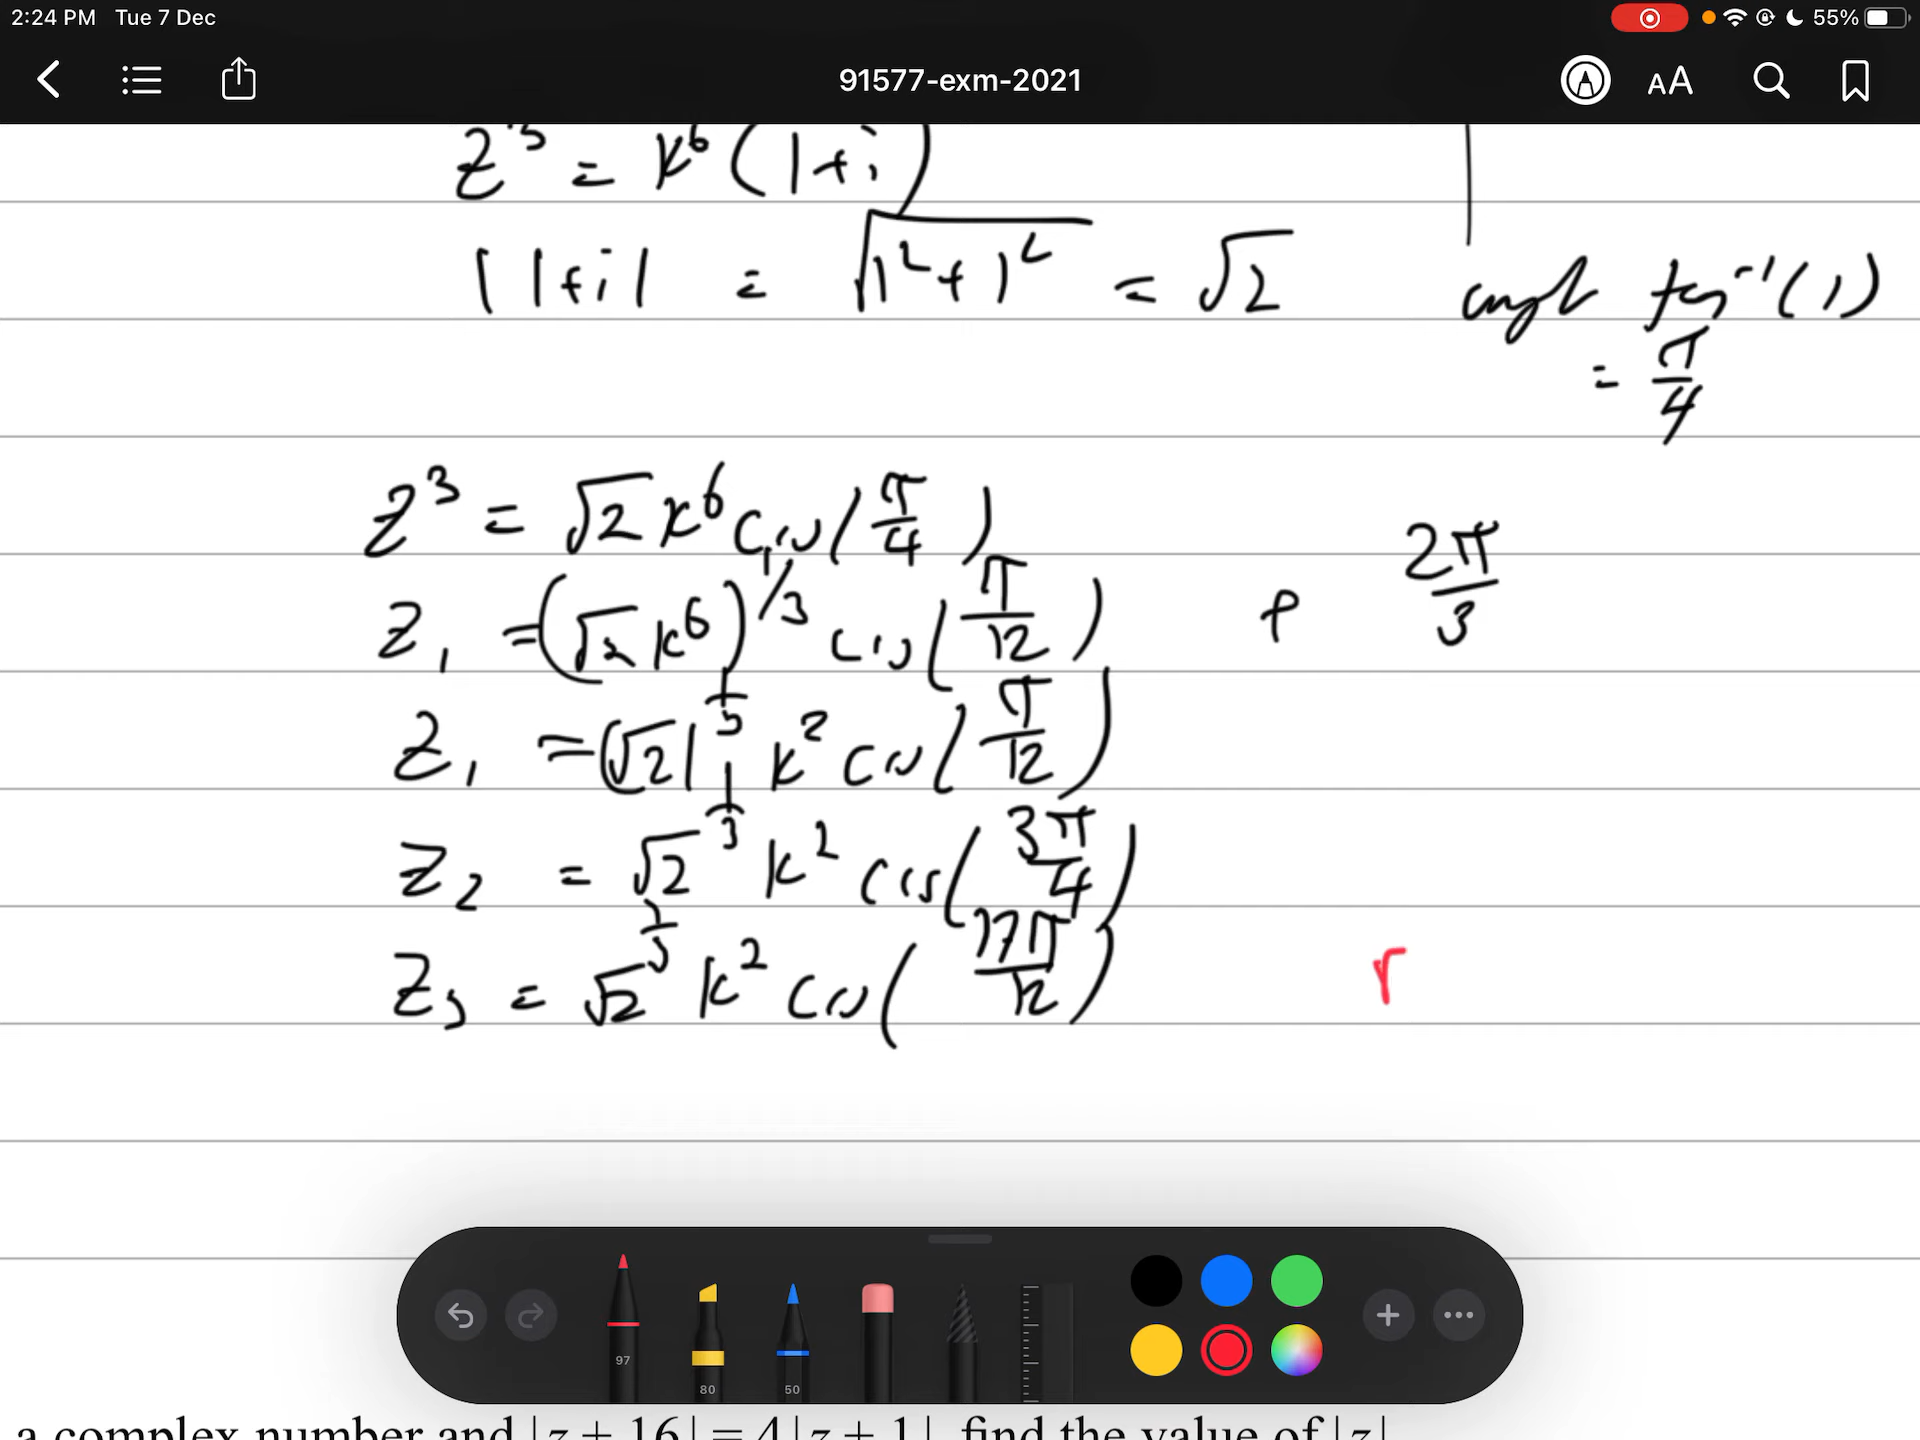 2:24 PM Tue 7 Dec 55%
91577-exm-2021
AA
z³ = k⁶(1+i)
|1+i| = √(1²+1²) = √2
angle tan⁻¹(1)
= π/4
z³ = √2 k⁶ cis(π/4)
z₁ = (√2 k⁶)^1/3 cis(π/12) + 2π/3
z₁ = (√2)^1/3 k² cis(π/12)
z₂ = √2^1/3 k² cis(3π/4)
z₃ = √2^1/3 k² cis(17π/12)
r
97 80 50
a complex number and |z + 16| = 4|z + 1|, find the value of |z|